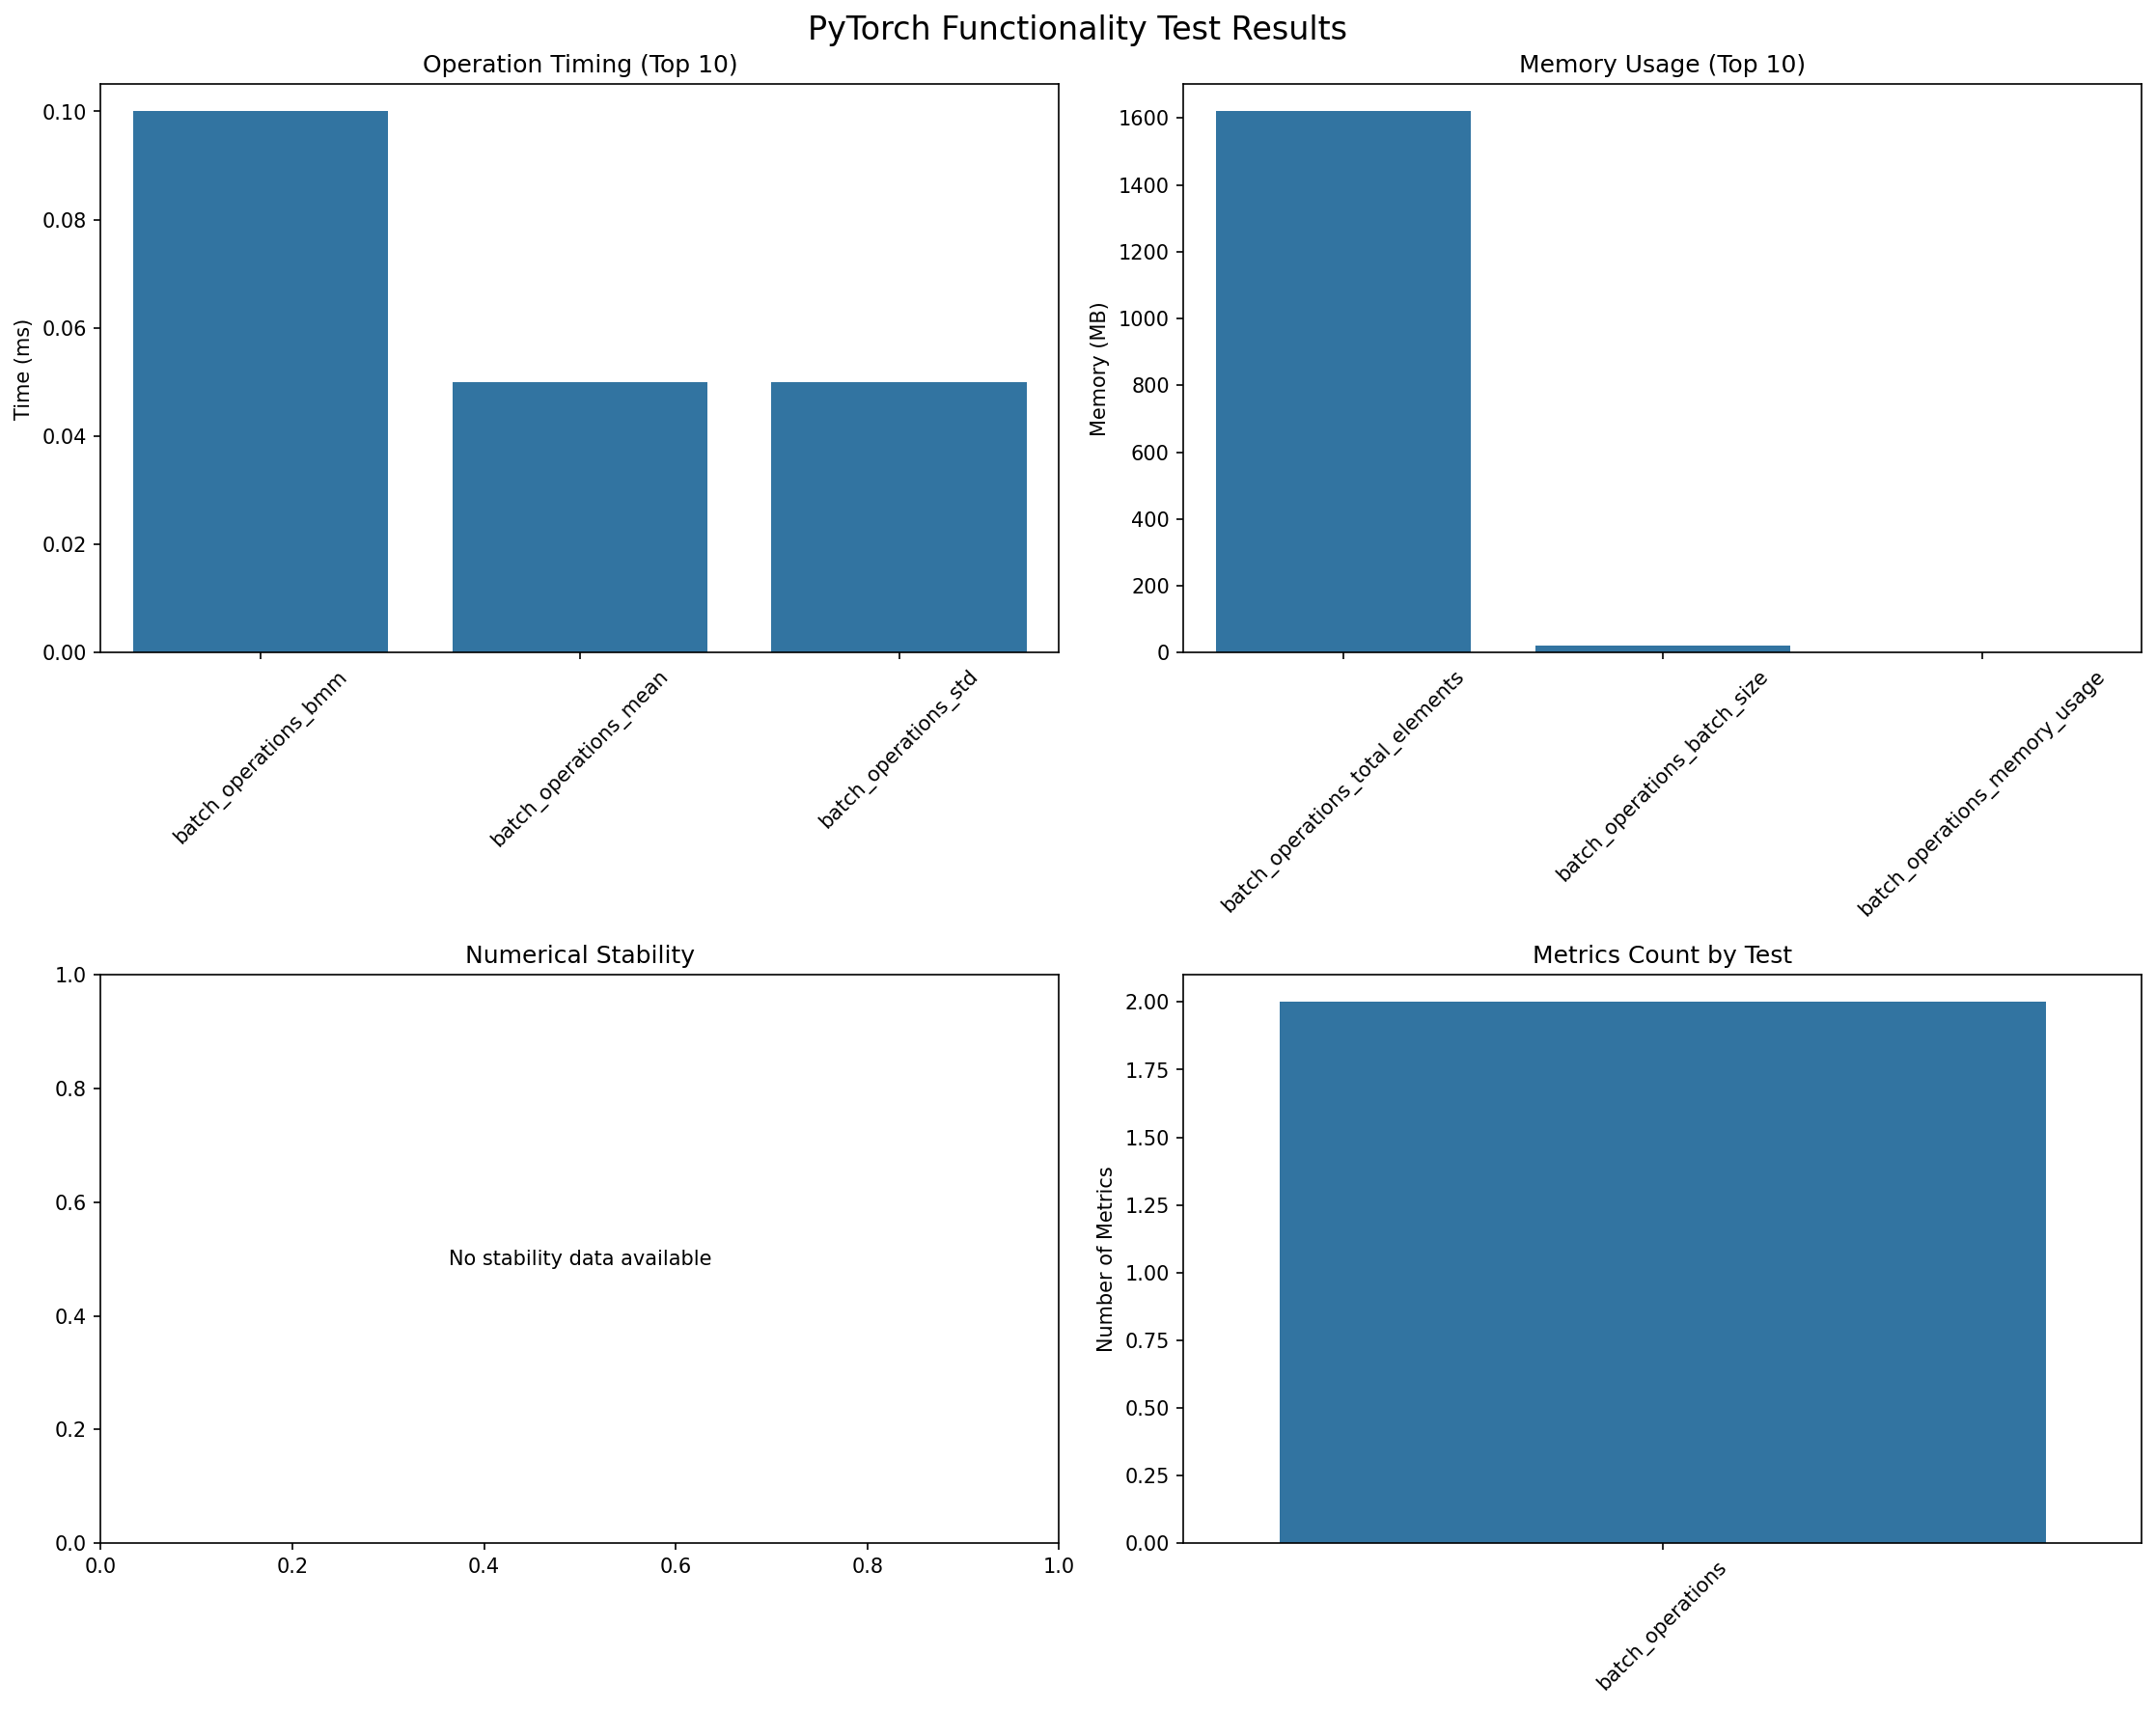 PyTorch Functionality Test Results
Operation Timing (Top 10)
Time (ms)
0.10
0.08
0.06
0.04
0.02
0.00
batch_operations_bmm
batch_operations_mean
batch_operations_std
Memory Usage (Top 10)
Memory (MB)
1600
1400
1200
1000
800
600
400
200
0
batch_operations_total_elements
batch_operations_batch_size
batch_operations_memory_usage
Numerical Stability
1.0
0.8
0.6
0.4
0.2
0.0
No stability data available
0.0
0.2
0.4
0.6
0.8
1.0
Metrics Count by Test
Number of Metrics
2.00
1.75
1.50
1.25
1.00
0.75
0.50
0.25
0.00
batch_operations